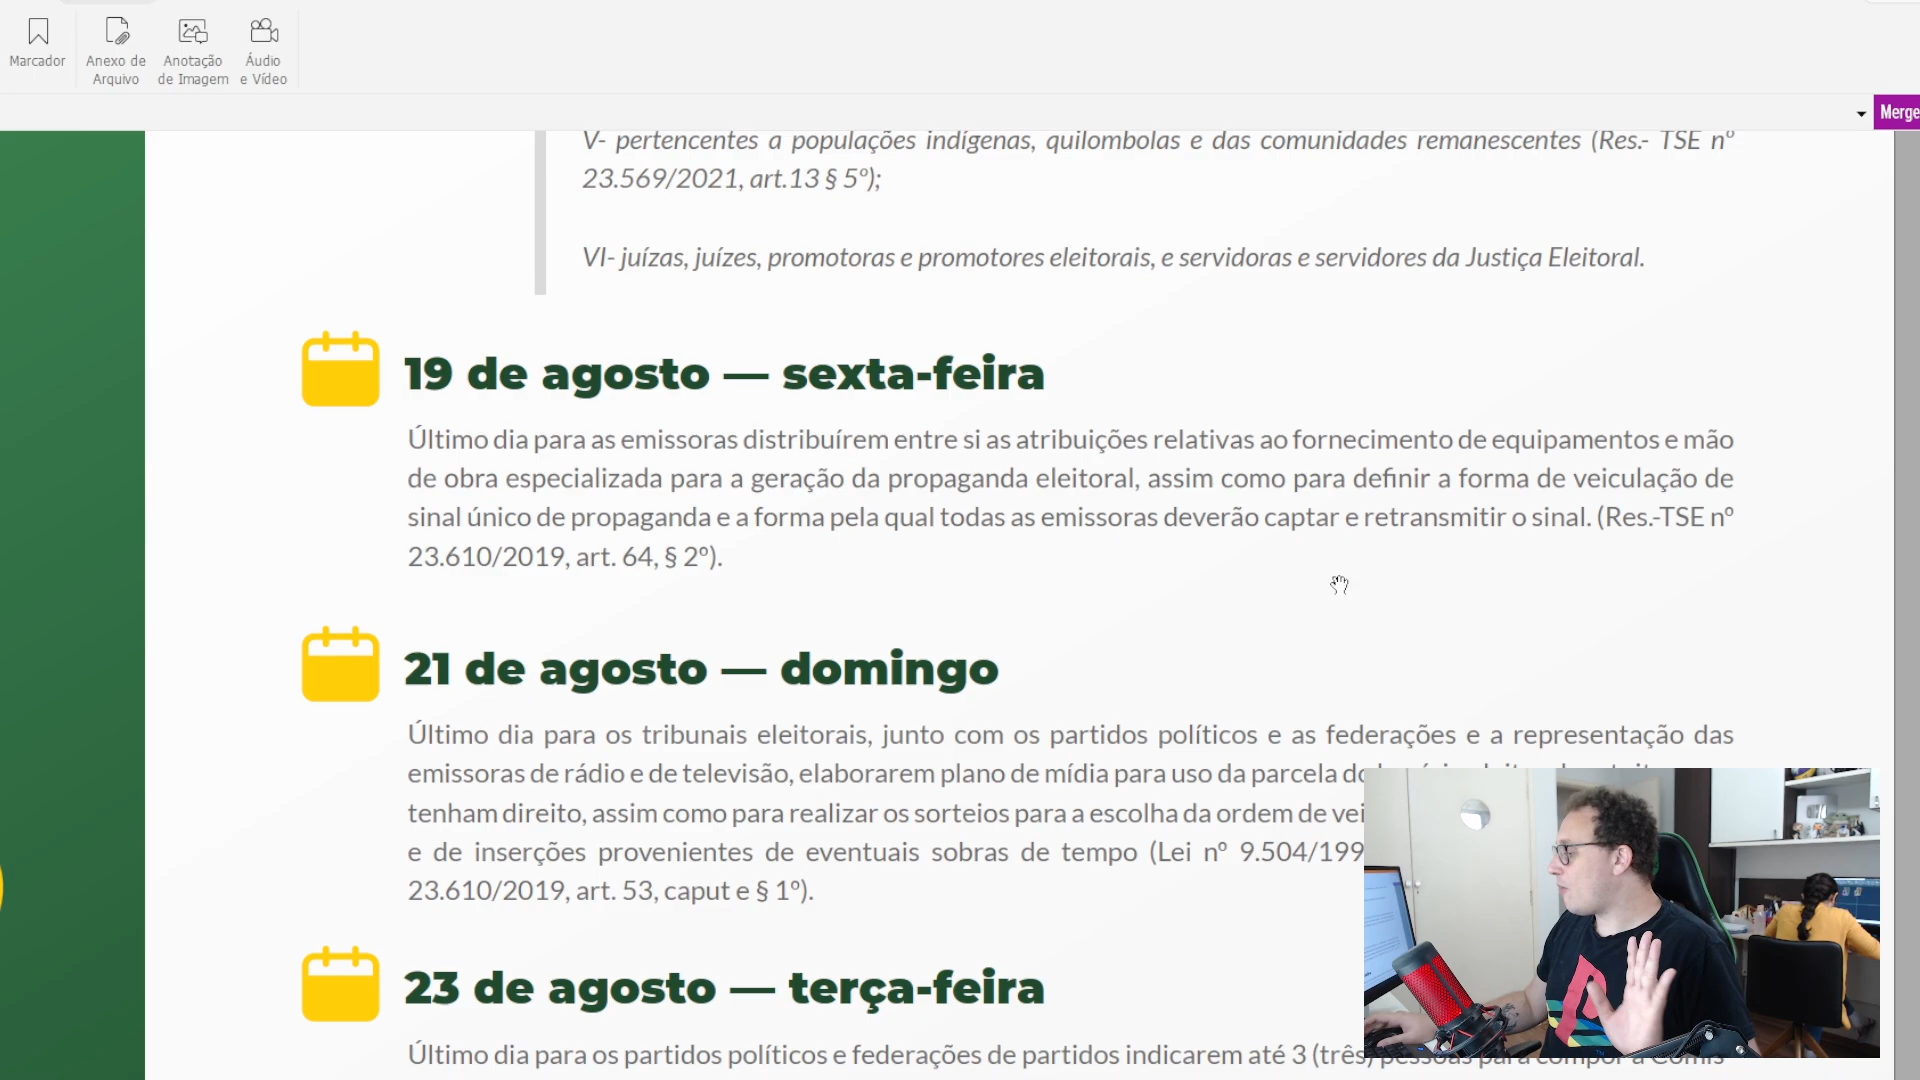 Marcador
Anexo de
Arquivo
Anotação
de Imagem
Áudio
e Vídeo
Merge
V- pertencentes a populações indígenas, quilombolas e das comunidades remanescentes (Res.- TSE nº
23.569/2021, art.13 § 5º);
VI- juízas, juízes, promotoras e promotores eleitorais, e servidoras e servidores da Justiça Eleitoral.
19 de agosto — sexta-feira
Último dia para as emissoras distribuírem entre si as atribuições relativas ao fornecimento de equipamentos e mão
de obra especializada para a geração da propaganda eleitoral, assim como para definir a forma de veiculação de
sinal único de propaganda e a forma pela qual todas as emissoras deverão captar e retransmitir o sinal. (Res.-TSE nº
23.610/2019, art. 64, § 2º).
21 de agosto — domingo
Último dia para os tribunais eleitorais, junto com os partidos políticos e as federações e a representação das
emissoras de rádio e de televisão, elaborarem plano de mídia para uso da parcela
tenham direito, assim como para realizar os sorteios para a escolha da ordem de vei
e de inserções provenientes de eventuais sobras de tempo (Lei nº 9.504/199
23.610/2019, art. 53, caput e § 1º).
23 de agosto — terça-feira
Último dia para os partidos políticos e federações de partidos indicarem até 3 (três) pessoas para compor a Comis